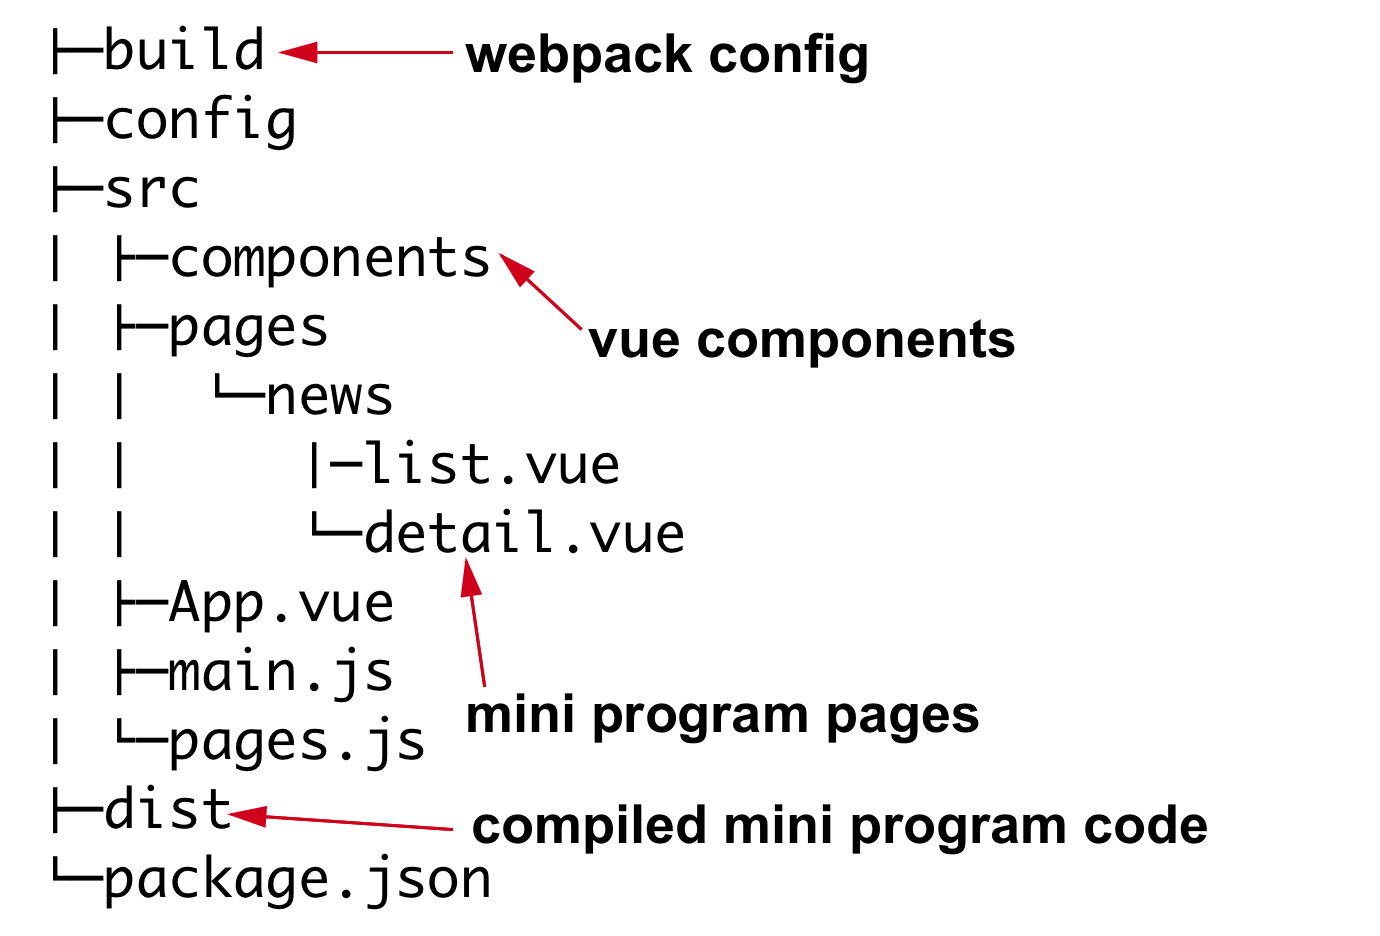 ├─build
webpack config
├─config
├─src
│ ├─components
│ ├─pages
vue components
│ │  └─news
│ │     |─list.vue
│ │     └─detail.vue
│ ├─App.vue
│ ├─main.js
mini program pages
│ └─pages.js
├─dist
compiled mini program code
└─package.json